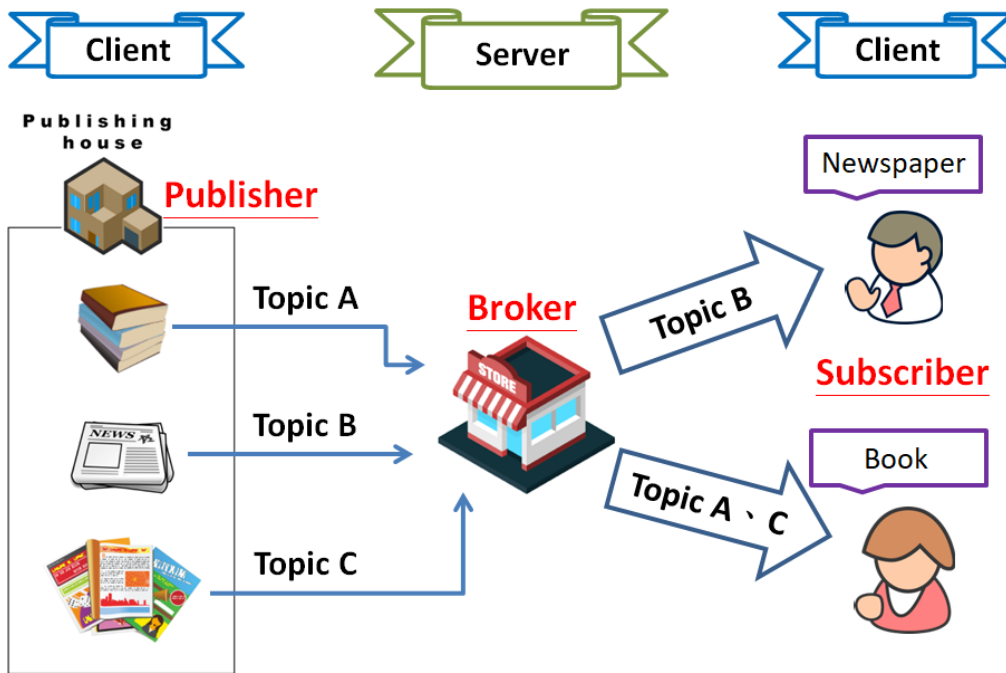 Client
Server
Client
Publishing
house
Publisher
Newspaper
Topic A
Broker
STORE
Topic B
Subscriber
NEWS
Topic B
Book
Topic A、C
Topic C